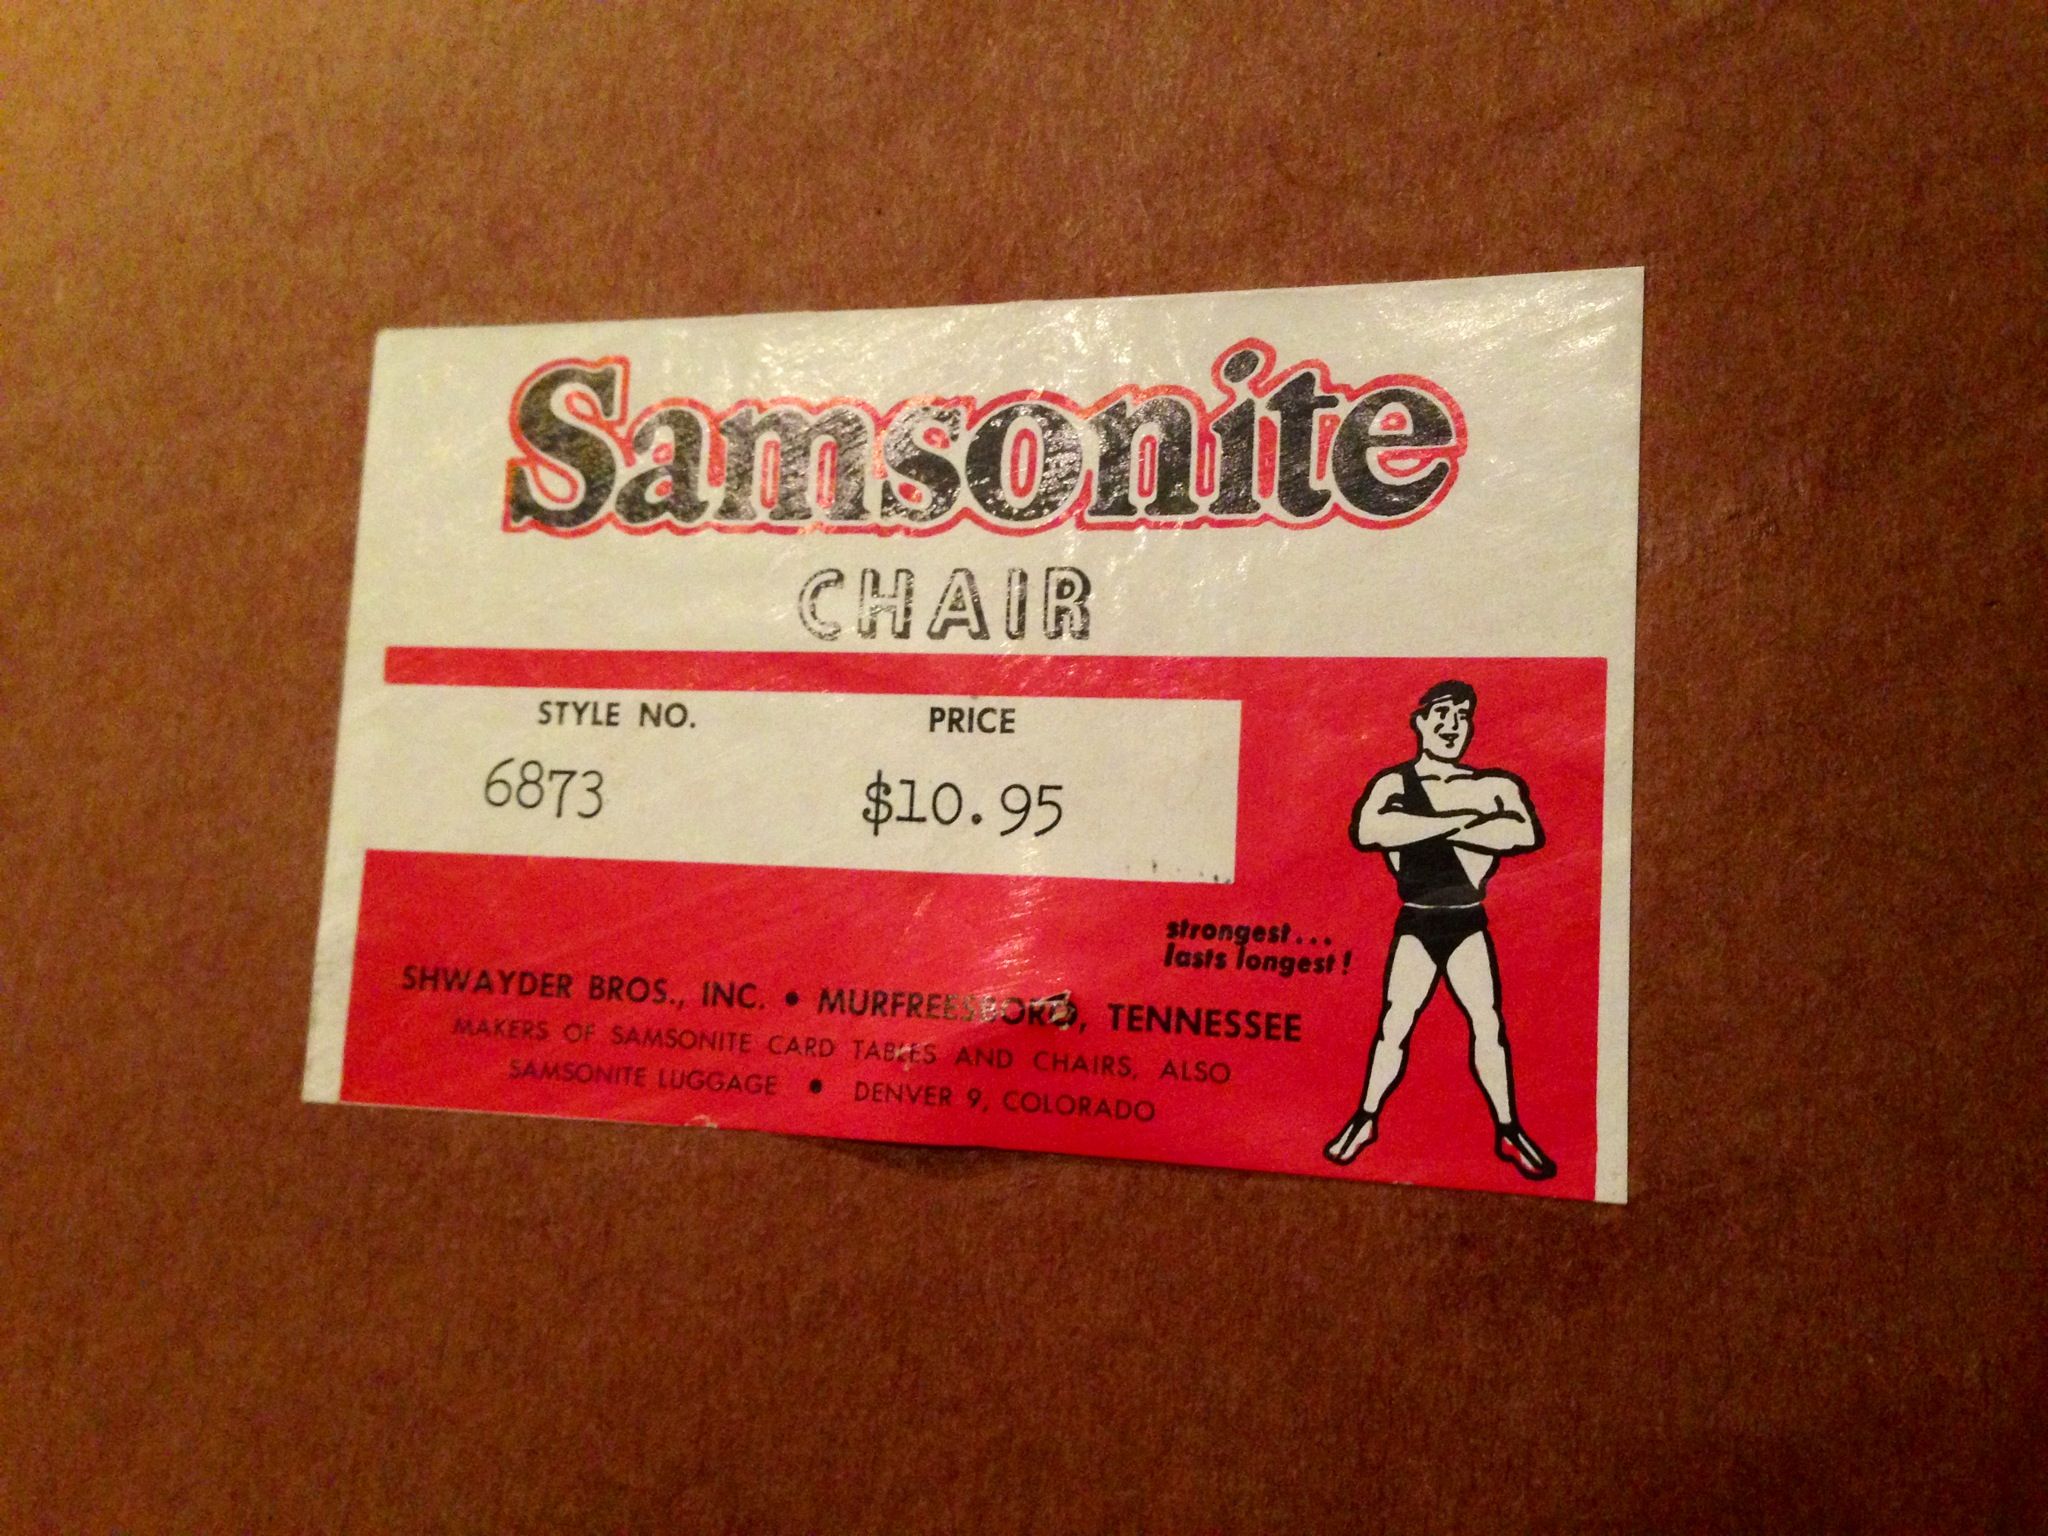 Samsonite
CHAIR
STYLE NO. PRICE
6873 $10.95
strongest...
lasts longest!
SHWAYDER BROS., INC. • MURFREESBORO, TENNESSEE
MAKERS OF SAMSONITE CARD TABLES AND CHAIRS, ALSO
SAMSONITE LUGGAGE • DENVER 9, COLORADO